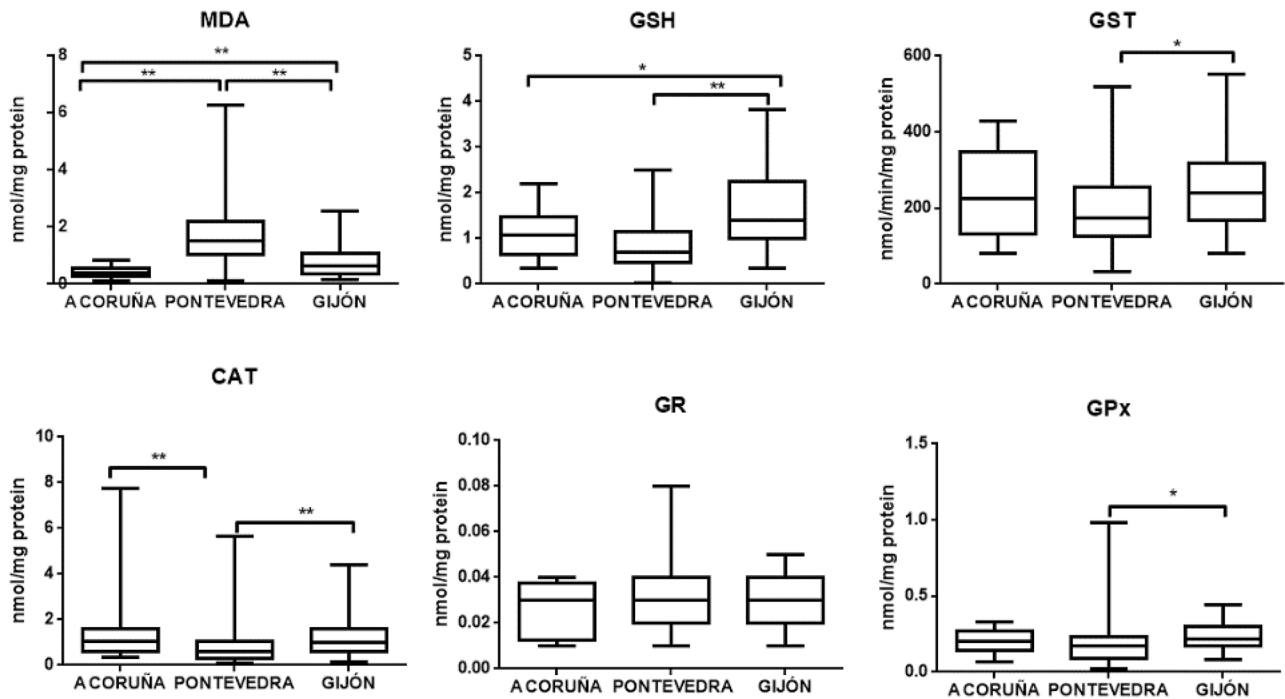 MDA
nmol/mg protein
8
6
4
2
0
**
**
**
A CORUÑA PONTEVEDRA GIJÓN
GSH
nmol/mg protein
5
4
3
2
1
0
*
**
A CORUÑA PONTEVEDRA GIJÓN
GST
nmol/min/mg protein
600
400
200
0
*
A CORUÑA PONTEVEDRA GIJÓN
CAT
nmol/mg protein
10
8
6
4
2
0
**
**
A CORUÑA PONTEVEDRA GIJÓN
GR
nmol/mg protein
0.10
0.08
0.06
0.04
0.02
0.00
A CORUÑA PONTEVEDRA GIJÓN
GPx
nmol/mg protein
1.5
1.0
0.5
0.0
*
A CORUÑA PONTEVEDRA GIJÓN